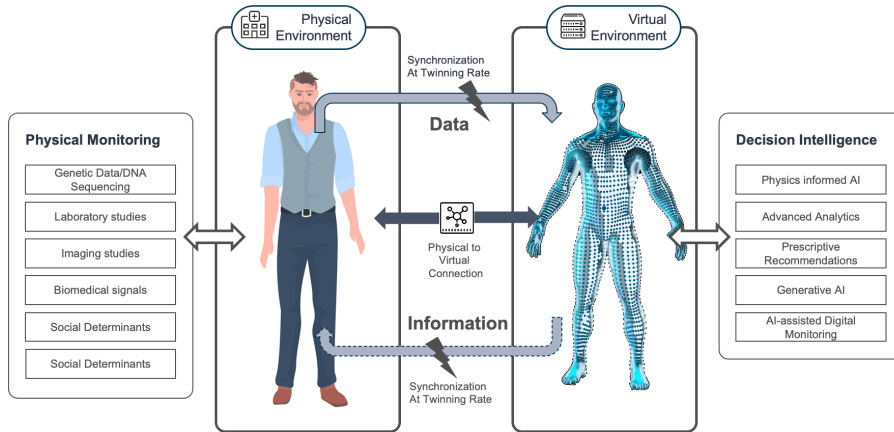 Physical
Environment
Virtual
Environment
Synchronization
At Twinning Rate
Data
Physical Monitoring
Genetic Data/DNA
Sequencing
Laboratory studies
Imaging studies
Biomedical signals
Social Determinants
Social Determinants
Physical to
Virtual
Connection
Information
Synchronization
At Twinning Rate
Decision Intelligence
Physics informed AI
Advanced Analytics
Prescriptive
Recommendations
Generative AI
AI-assisted Digital
Monitoring